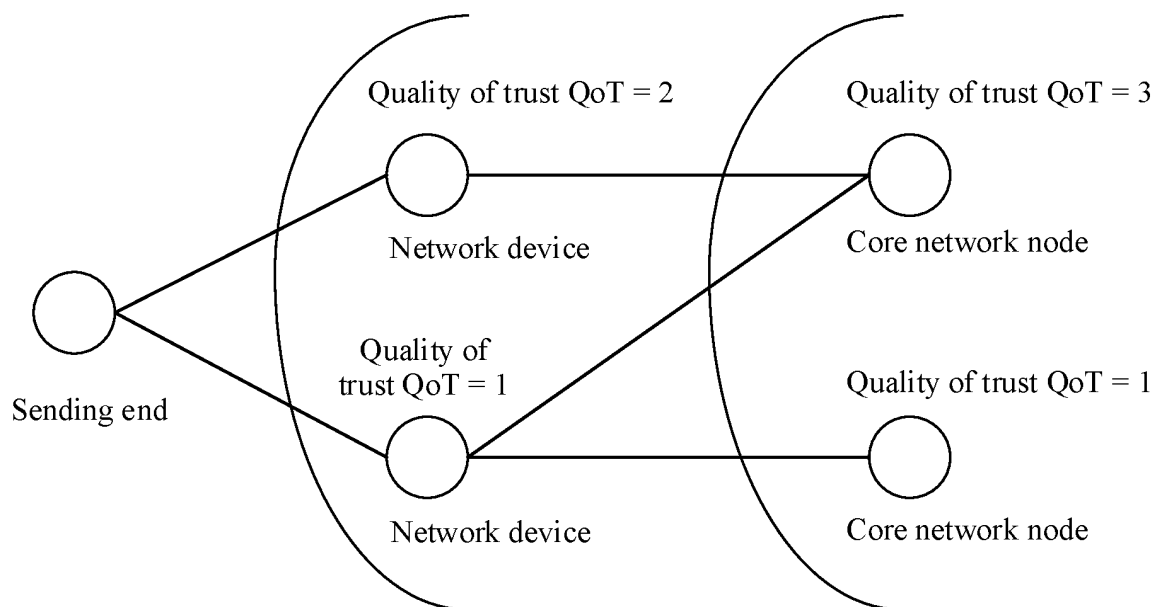 Quality of trust QoT = 2
Quality of trust QoT = 3
Network device
Core network node
Sending end
Quality of
trust QoT = 1
Quality of trust QoT = 1
Network device
Core network node